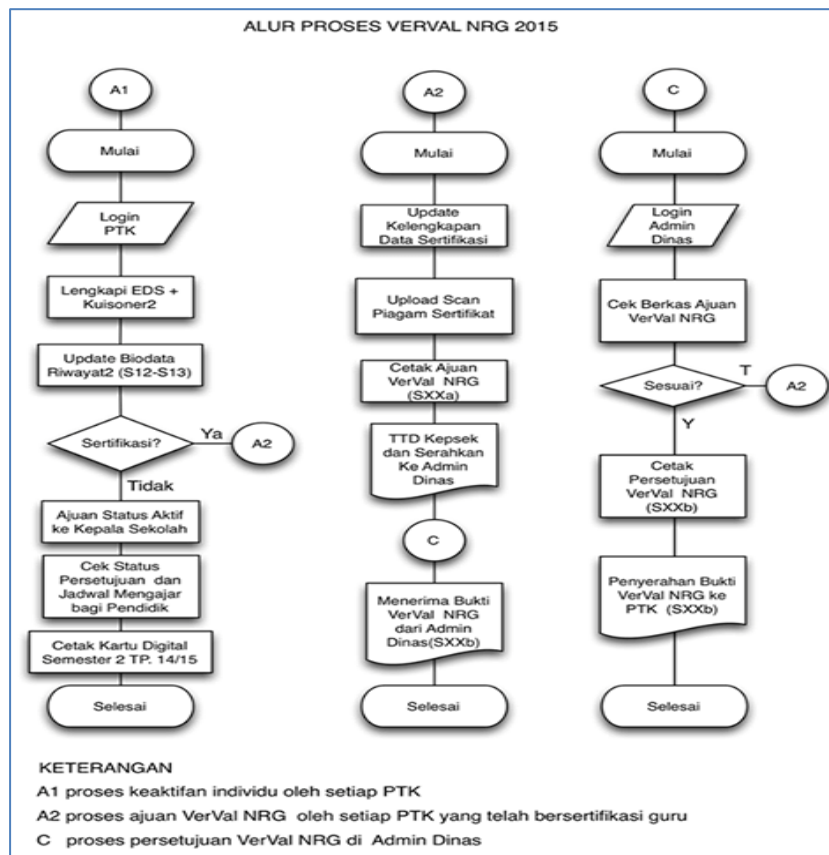 ALUR PROSES VERVAL NRG 2015
A1
Mulai
Login
PTK
Lengkapi EDS +
Kuisoner2
Update Biodata
Riwayat2 (S12-S13)
Sertifikasi?
Ya
A2
Tidak
Ajuan Status Aktif
ke Kepala Sekolah
Cek Status
Persetujuan dan
Jadwal Mengajar
bagi Pendidik
Cetak Kartu Digital
Semester 2 TP. 14/15
Selesai
A2
Mulai
Update
Kelengkapan
Data Sertifikasi
Upload Scan
Piagam Sertifikat
Cetak Ajuan
VerVal NRG
(SXXa)
TTD Kepsek
dan Serahkan
Ke Admin
Dinas
C
Menerima Bukti
VerVal NRG
dari Admin
Dinas(SXXb)
Selesai
C
Mulai
Login
Admin
Dinas
Cek Berkas Ajuan
VerVal NRG
Sesuai?
T
A2
Y
Cetak
Persetujuan
VerVal NRG
(SXXb)
Penyerahan Bukti
VerVal NRG ke
PTK (SXXb)
Selesai
KETERANGAN
A1 proses keaktifan individu oleh setiap PTK
A2 proses ajuan VerVal NRG oleh setiap PTK yang telah bersertifikasi guru
C proses persetujuan VerVal NRG di Admin Dinas